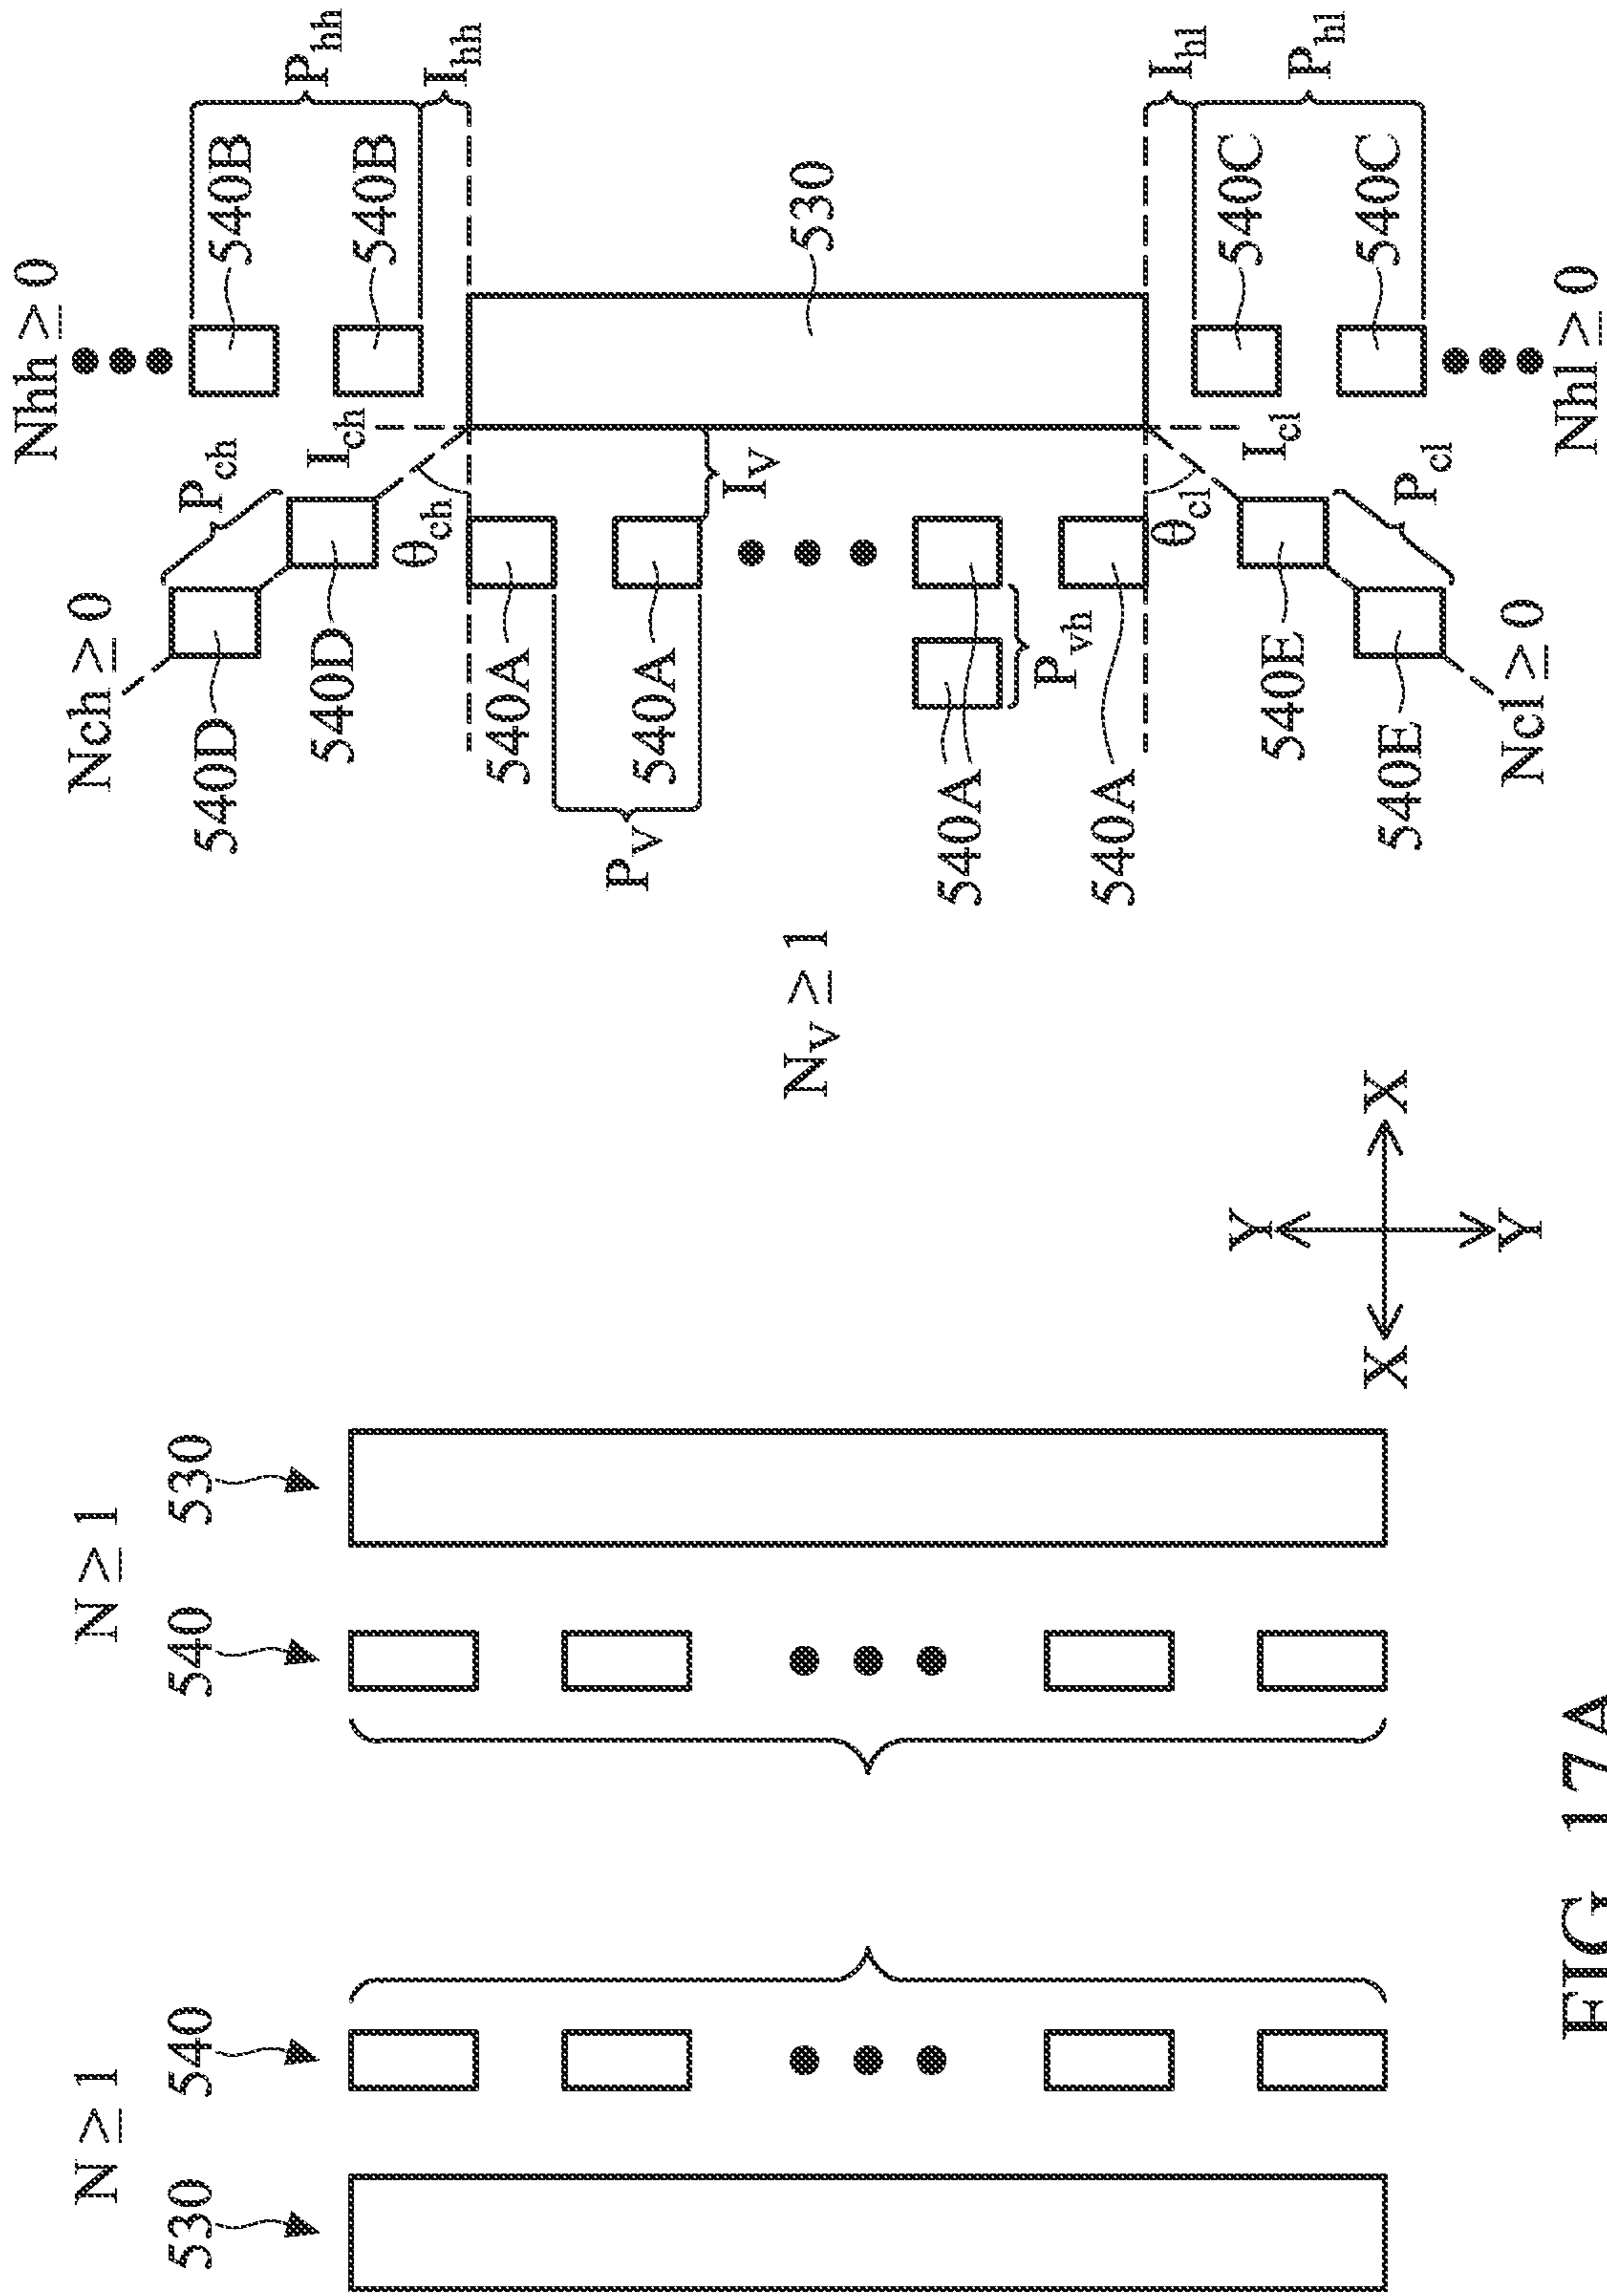 N ≥ 1
N ≥ 1
530
540
540
530
Nch ≥ 0
Nhh ≥ 0
540D
540D
Pch
540B
540B
Phh
Ich
Ihh
θch
540A
540A
Pv
Iv
Nv ≥ 1
530
540A
Pvh
540A
θcl
Ihl
Icl
540E
540E
Pcl
540C
540C
Phl
Ncl ≥ 0
Nhl ≥ 0
Y
X
X
Y
FIG 17A